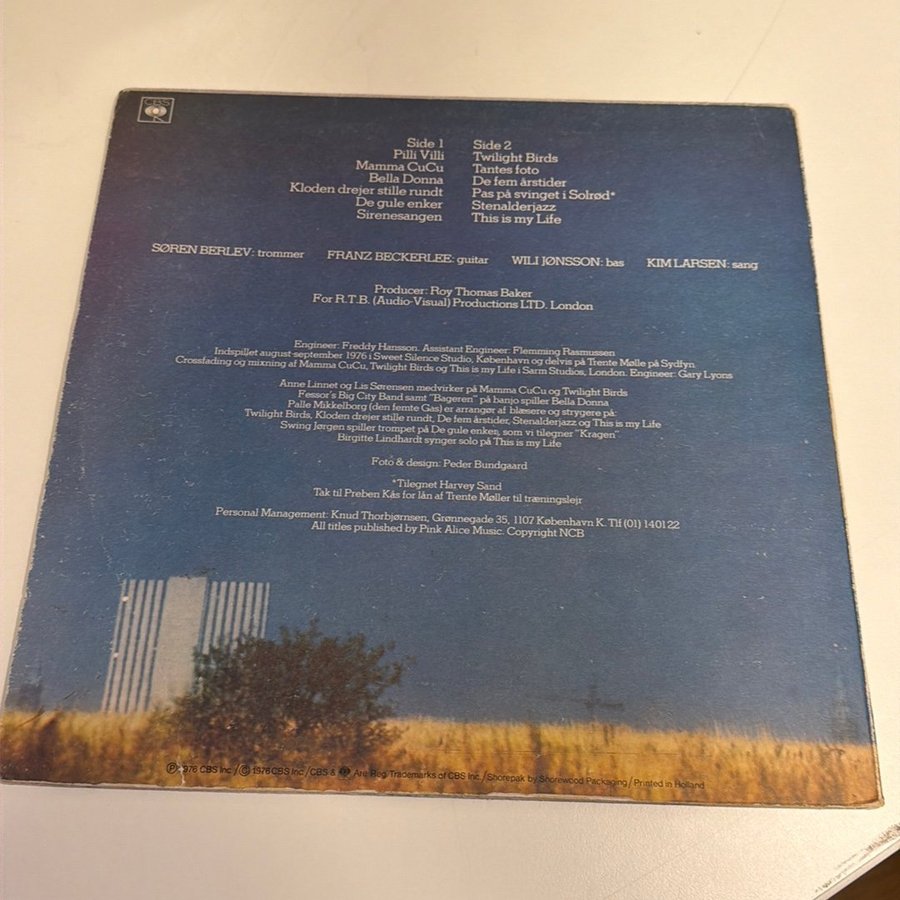 CBS
Side 1
Pilli Villi
Mamma CuCu
Bella Donna
Kloden drejer stille rundt
De gule enker
Sirenesangen
Side 2
Twilight Birds
Tantes foto
De fem årstider
Pas på svinget i Solrød*
Stenalderjazz
This is my Life
SØREN BERLEV: trommer FRANZ BECKERLEE: guitar WILI JØNSSON: bas KIM LARSEN: sang
Producer: Roy Thomas Baker
For R.T.B. (Audio-Visual) Productions LTD. London
Engineer: Freddy Hansson. Assistant Engineer: Flemming Rasmussen
Indspillet august-september 1976 i Sweet Silence Studio, København og delvis på Trente Mølle på Sydfyn
Crossfading og mixning af Mamma CuCu, Twilight Birds og This is my Life i Sarm Studios, London. Engineer: Gary Lyons
Anne Linnet og Lis Sørensen medvirker på Mamma CuCu og Twilight Birds
Fessor's Big City Band samt "Bageren" på banjo spiller Bella Donna
Palle Mikkelborg (den femte Gas) er arrangør af blæsere og strygere på:
Twilight Birds, Kloden drejer stille rundt, De fem årstider, Stenalderjazz og This is my Life
Swing Jørgen spiller trompet på De gule enken, som vi tilegner "Kragen"
Birgitte Lindhardt synger solo på This is my Life
Foto & design: Peder Bundgaard
*Tilegnet Harvey Sand
Tak til Preben Kås for lån af Trente Møller til træningslejr
Personal Management: Knud Thorbjørnsen, Grønnegade 35, 1107 København K. Tlf (01) 14 01 22
All titles published by Pink Alice Music. Copyright NCB
Ⓟ 1976 CBS Inc./© 1976 CBS Inc./CBS & Are Reg. Trademarks of CBS Inc./Shorepak by Shorewood Packaging/Printed in Holland